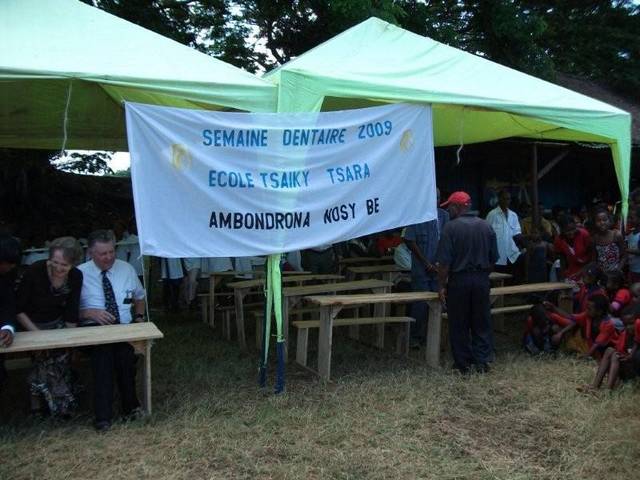 SEMAINE DENTAIRE 2009
ECOLE TSAIKY TSARA
AMBONDRONA NOSY BE